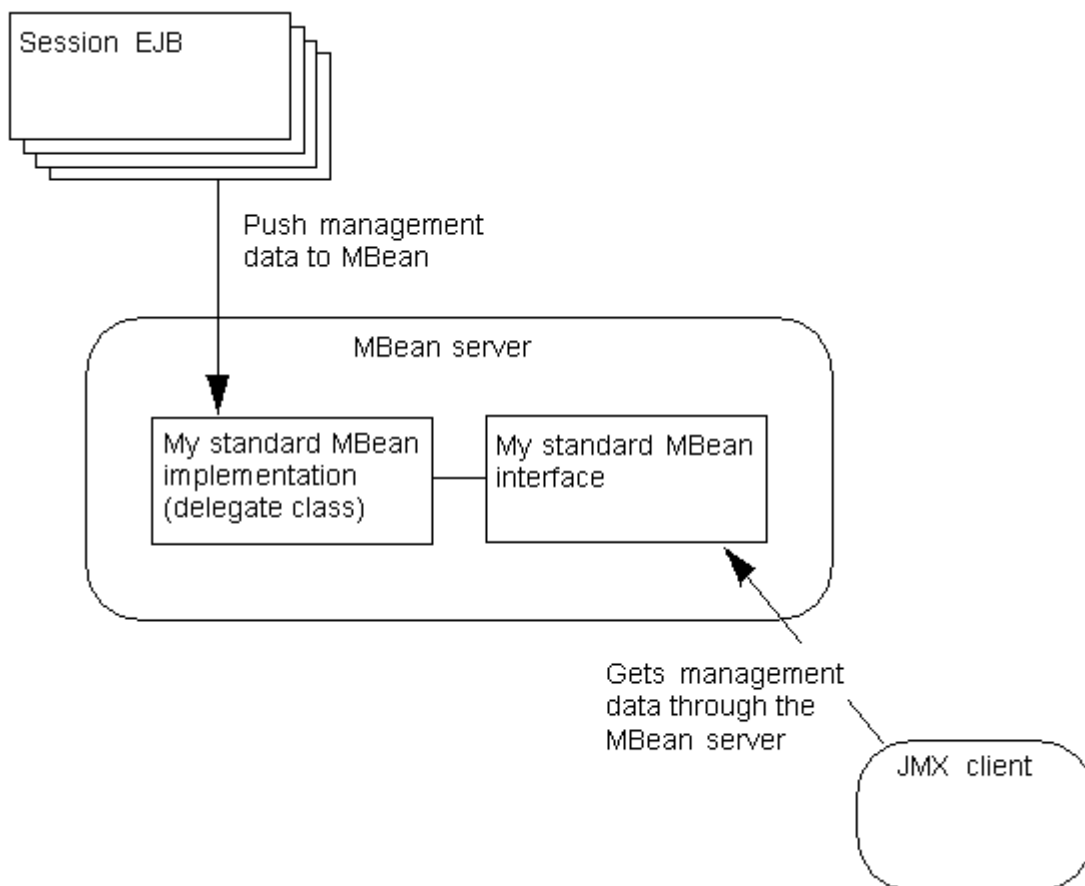 Session EJB
Push management
data to MBean
MBean server
My standard MBean
implementation
(delegate class)
My standard MBean
interface
Gets management
data through the
MBean server
JMX client